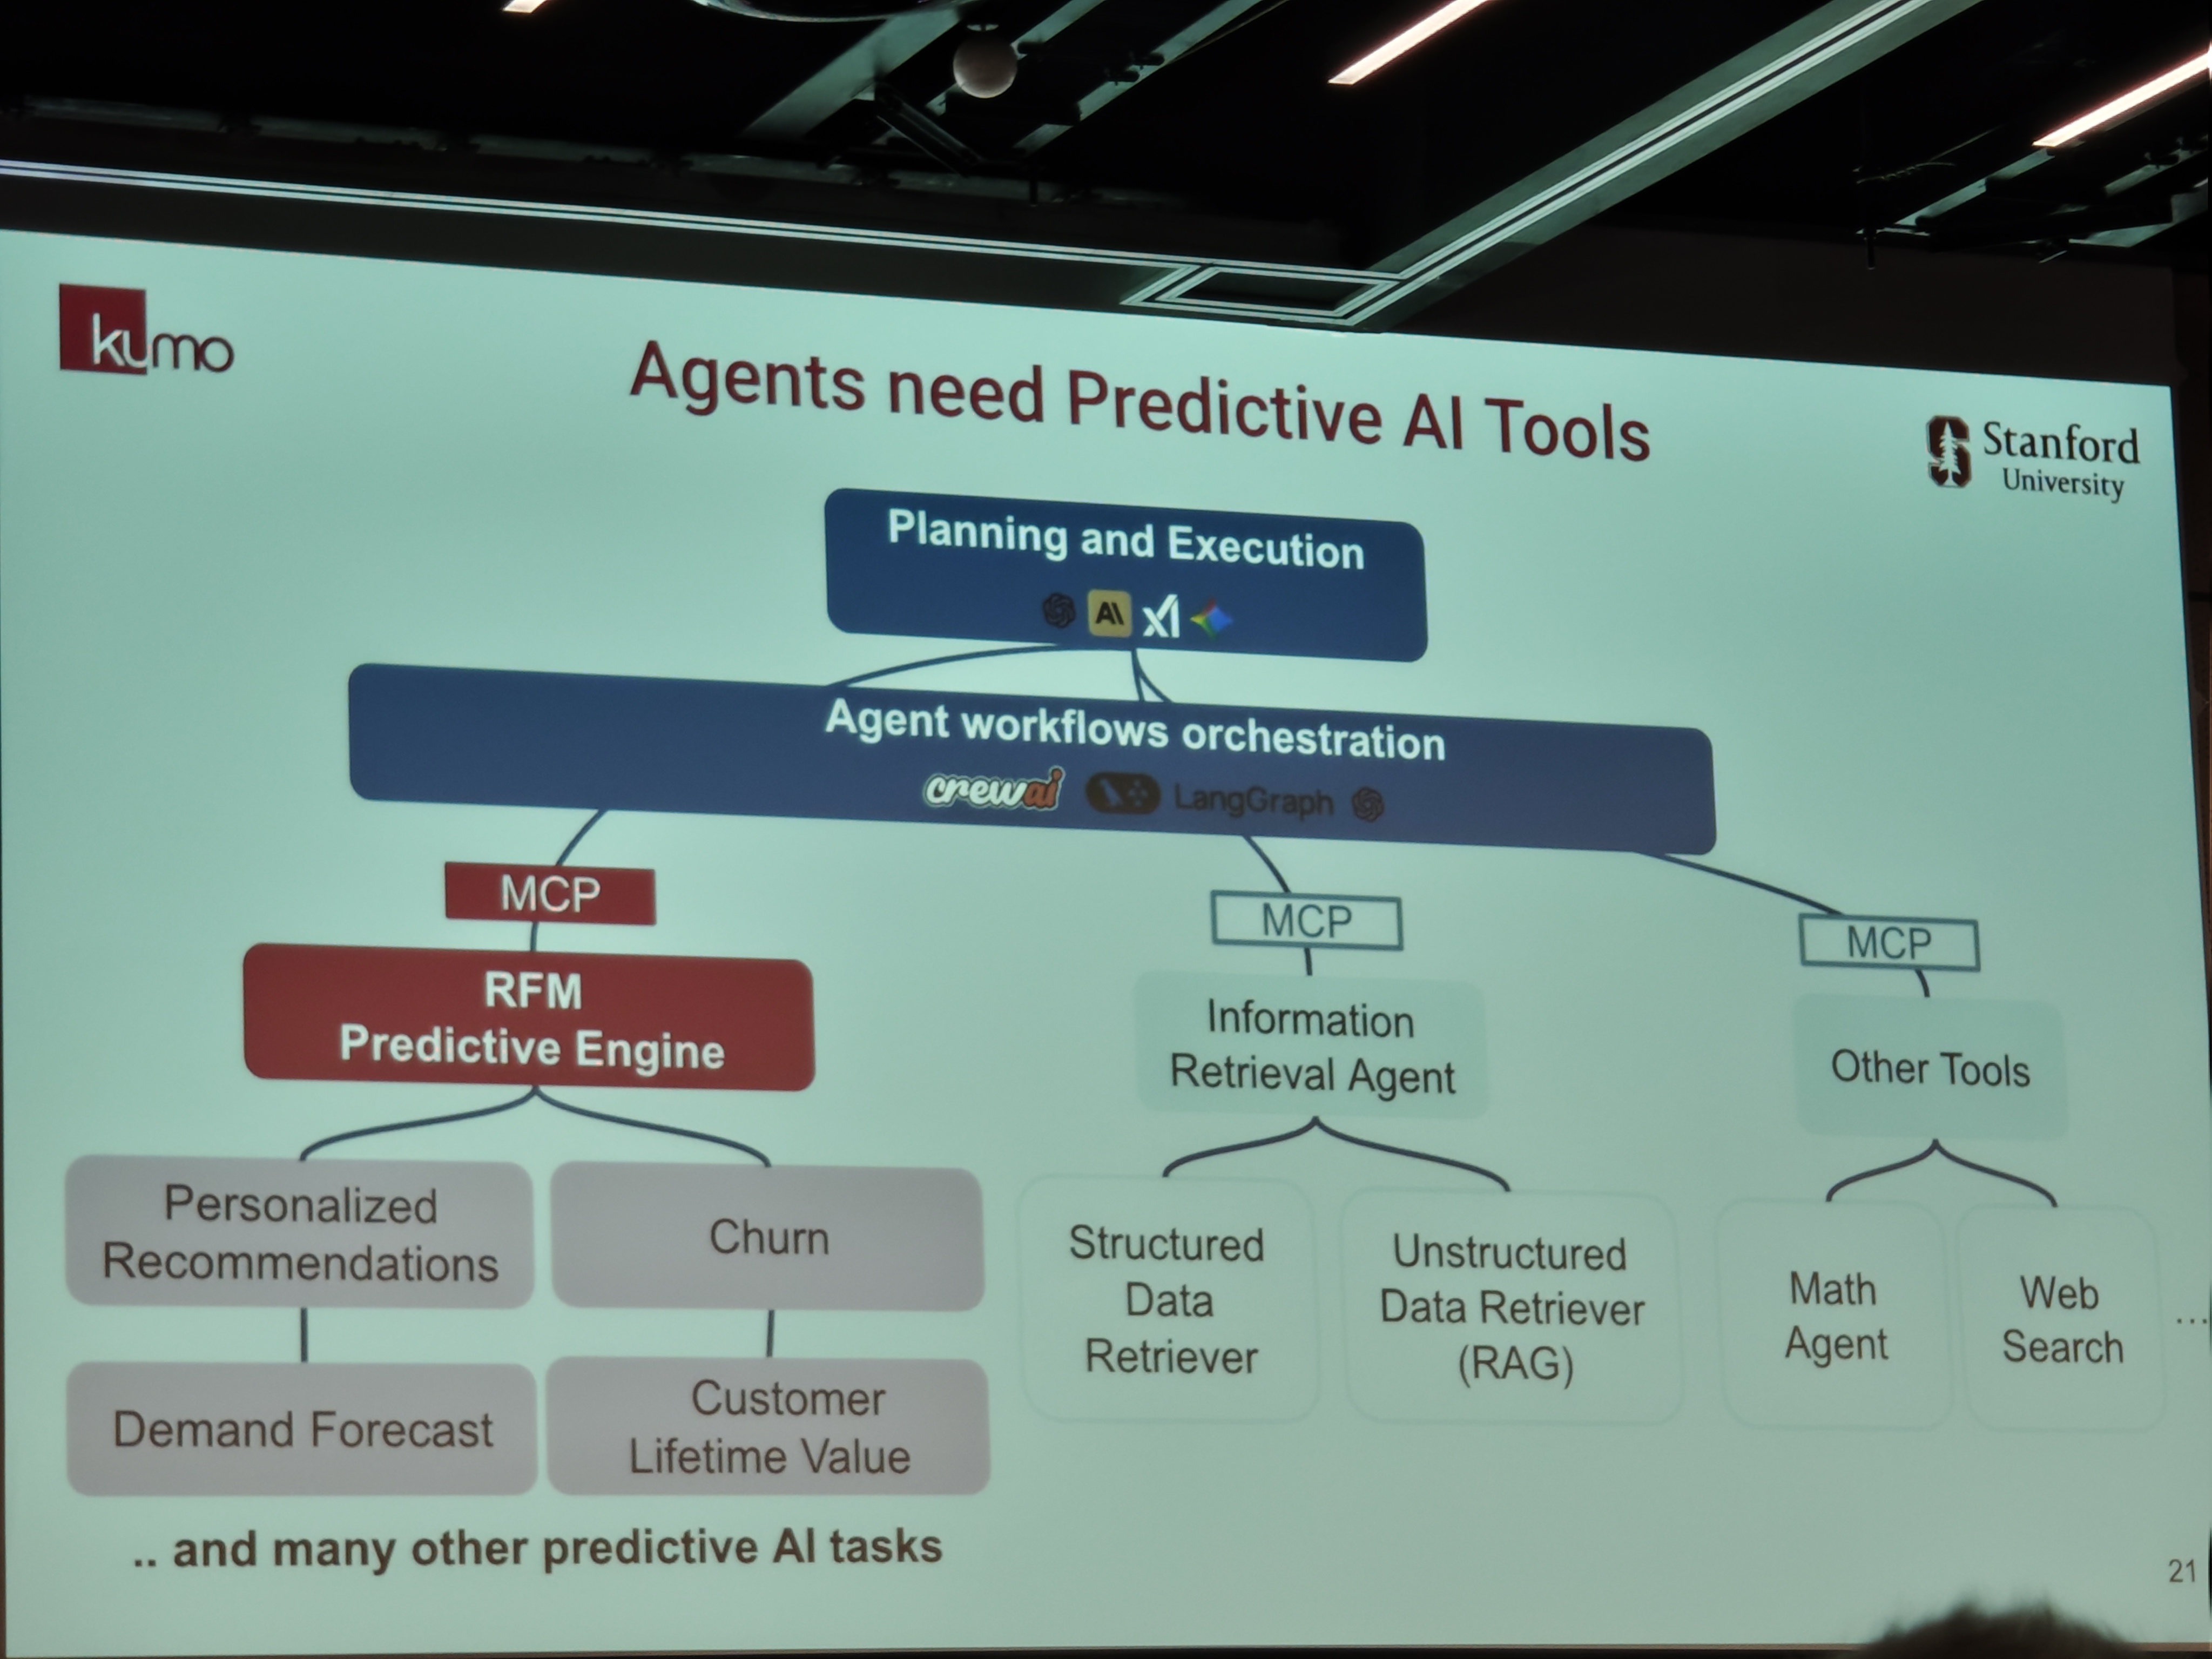 kumo
Agents need Predictive AI Tools
Stanford
University
Planning and Execution
AI xI
Agent workflows orchestration
crewai LangGraph
MCP
MCP
MCP
RFM
Predictive Engine
Information
Retrieval Agent
Other Tools
Personalized
Recommendations
Churn
Structured
Data
Retriever
Unstructured
Data Retriever
(RAG)
Math
Agent
Web
Search
...
Demand Forecast
Customer
Lifetime Value
.. and many other predictive AI tasks
21